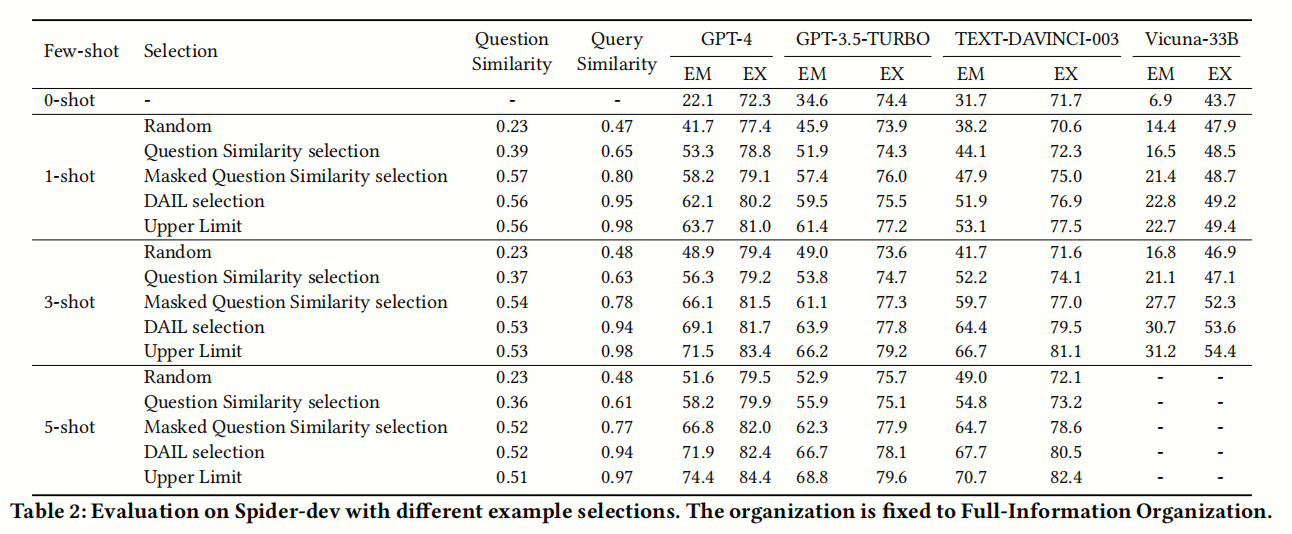 Few-shot Selection Question Similarity Query Similarity GPT-4 GPT-3.5-TURBO TEXT-DAVINCI-003 Vicuna-33B
EM EX EM EX EM EX EM EX
0-shot - - - 22.1 72.3 34.6 74.4 31.7 71.7 6.9 43.7
Random 0.23 0.47 41.7 77.4 45.9 73.9 38.2 70.6 14.4 47.9
Question Similarity selection 0.39 0.65 53.3 78.8 51.9 74.3 44.1 72.3 16.5 48.5
1-shot Masked Question Similarity selection 0.57 0.80 58.2 79.1 57.4 76.0 47.9 75.0 21.4 48.7
DAIL selection 0.56 0.95 62.1 80.2 59.5 75.5 51.9 76.9 22.8 49.2
Upper Limit 0.56 0.98 63.7 81.0 61.4 77.2 53.1 77.5 22.7 49.4
Random 0.23 0.48 48.9 79.4 49.0 73.6 41.7 71.6 16.8 46.9
Question Similarity selection 0.37 0.63 56.3 79.2 53.8 74.7 52.2 74.1 21.1 47.1
3-shot Masked Question Similarity selection 0.54 0.78 66.1 81.5 61.1 77.3 59.7 77.0 27.7 52.3
DAIL selection 0.53 0.94 69.1 81.7 63.9 77.8 64.4 79.5 30.7 53.6
Upper Limit 0.53 0.98 71.5 83.4 66.2 79.2 66.7 81.1 31.2 54.4
Random 0.23 0.48 51.6 79.5 52.9 75.7 49.0 72.1 - -
Question Similarity selection 0.36 0.61 58.2 79.9 55.9 75.1 54.8 73.2 - -
5-shot Masked Question Similarity selection 0.52 0.77 66.8 82.0 62.3 77.9 64.7 78.6 - -
DAIL selection 0.52 0.94 71.9 82.4 66.7 78.1 67.7 80.5 - -
Upper Limit 0.51 0.97 74.4 84.4 68.8 79.6 70.7 82.4 - -
Table 2: Evaluation on Spider-dev with different example selections. The organization is fixed to Full-Information Organization.